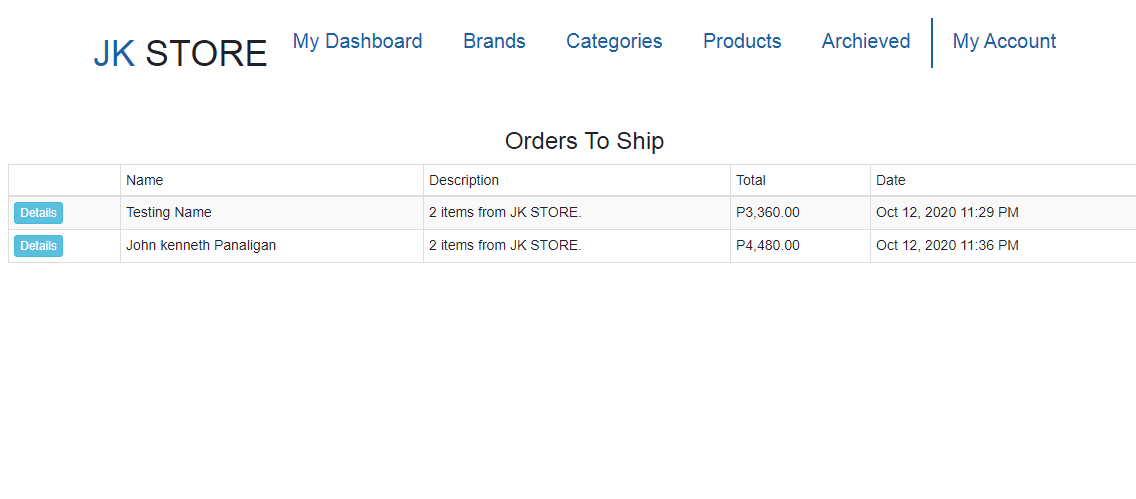 JK STORE My Dashboard Brands Categories Products Archieved My Account
Orders To Ship
Name Description Total Date
Details Testing Name 2 items from JK STORE. P3,360.00 Oct 12, 2020 11:29 PM
Details John kenneth Panaligan 2 items from JK STORE. P4,480.00 Oct 12, 2020 11:36 PM